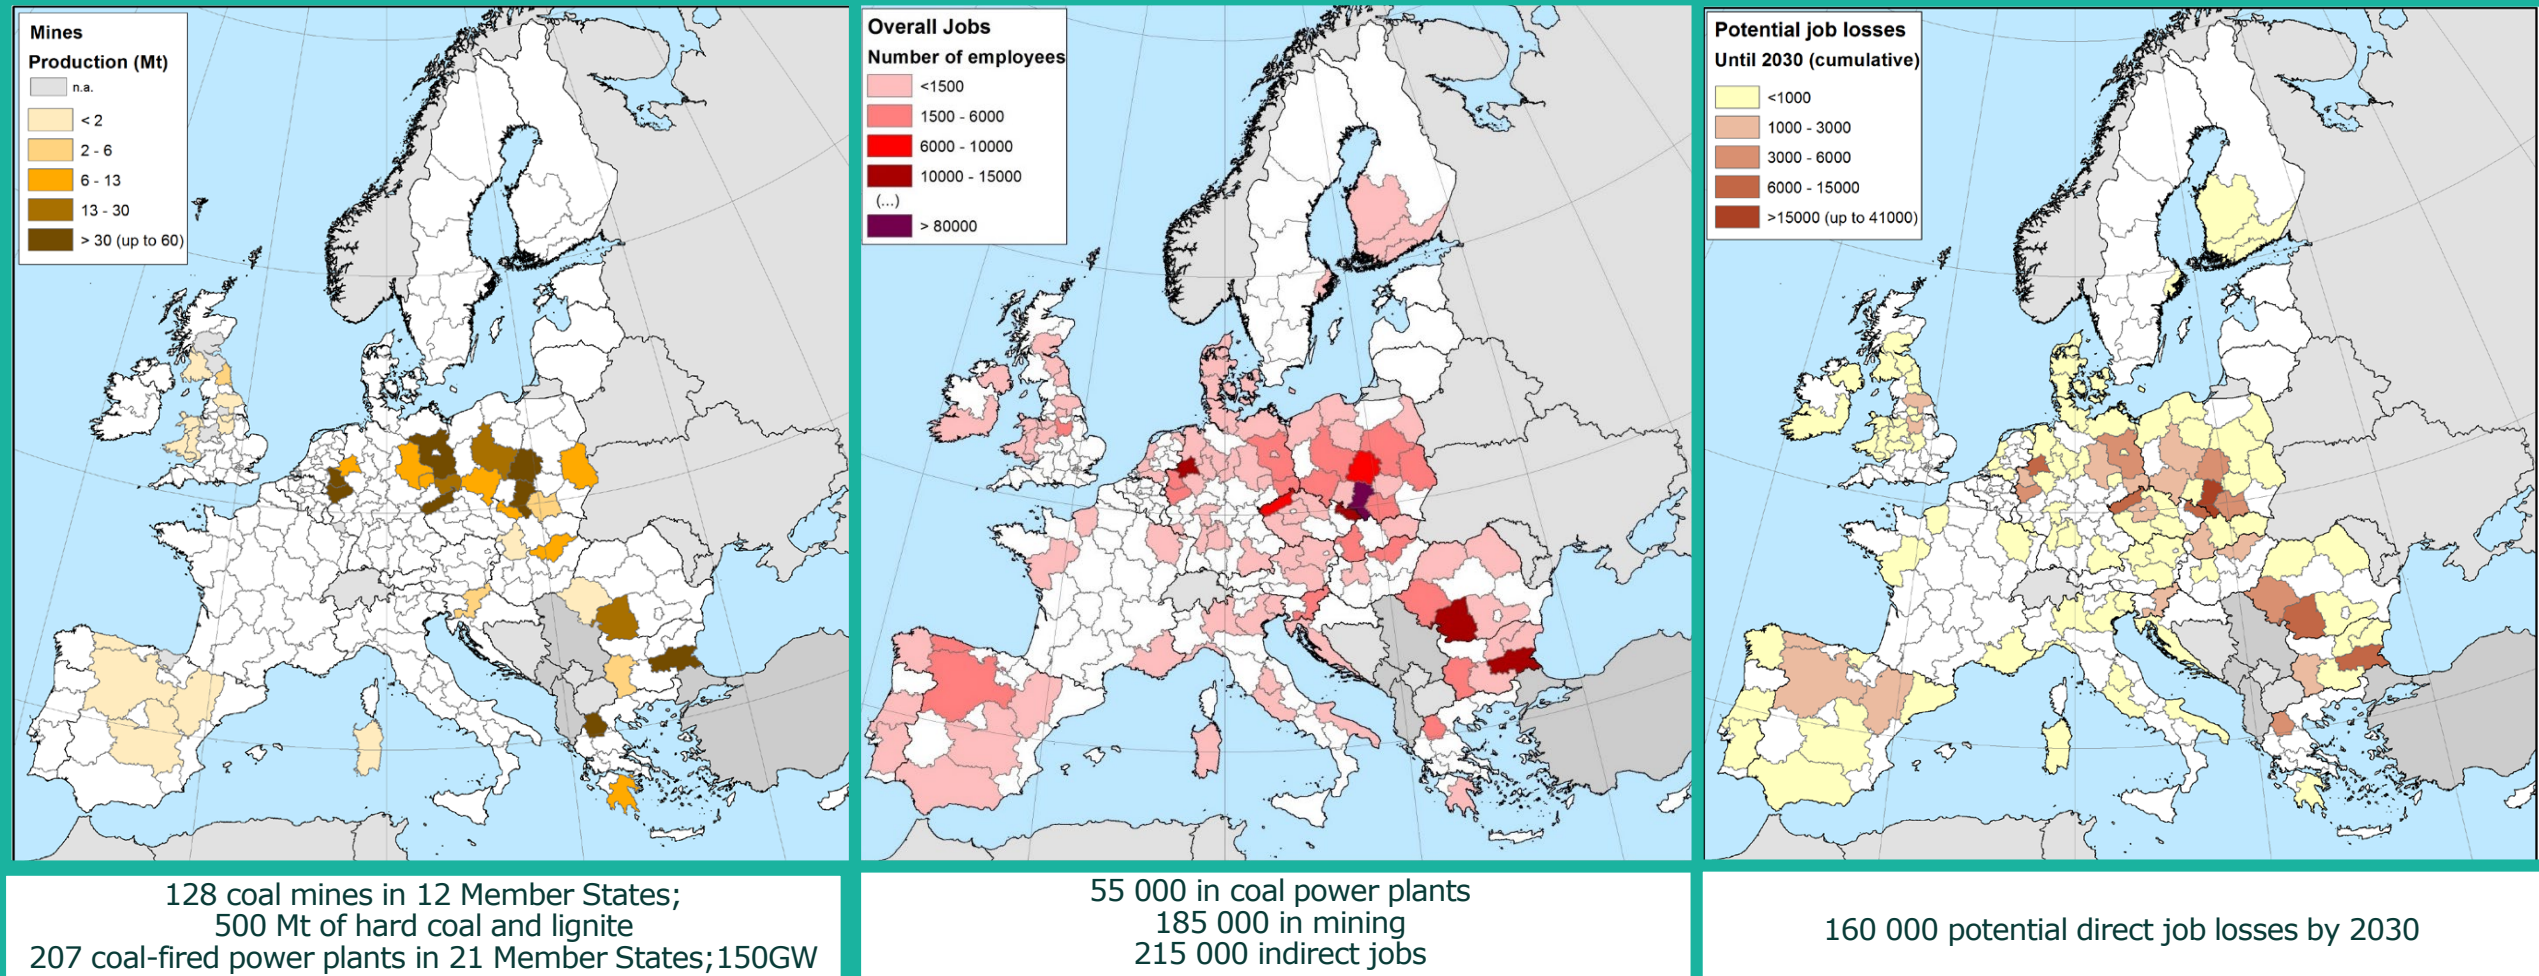 Mines
Production (Mt)
n.a.
< 2
2 - 6
6 - 13
13 - 30
> 30 (up to 60)
128 coal mines in 12 Member States;
500 Mt of hard coal and lignite
207 coal-fired power plants in 21 Member States;150GW
Overall Jobs
Number of employees
<1500
1500 - 6000
6000 - 10000
10000 - 15000
(...)
> 80000
55 000 in coal power plants
185 000 in mining
215 000 indirect jobs
Potential job losses
Until 2030 (cumulative)
<1000
1000 - 3000
3000 - 6000
6000 - 15000
>15000 (up to 41000)
160 000 potential direct job losses by 2030